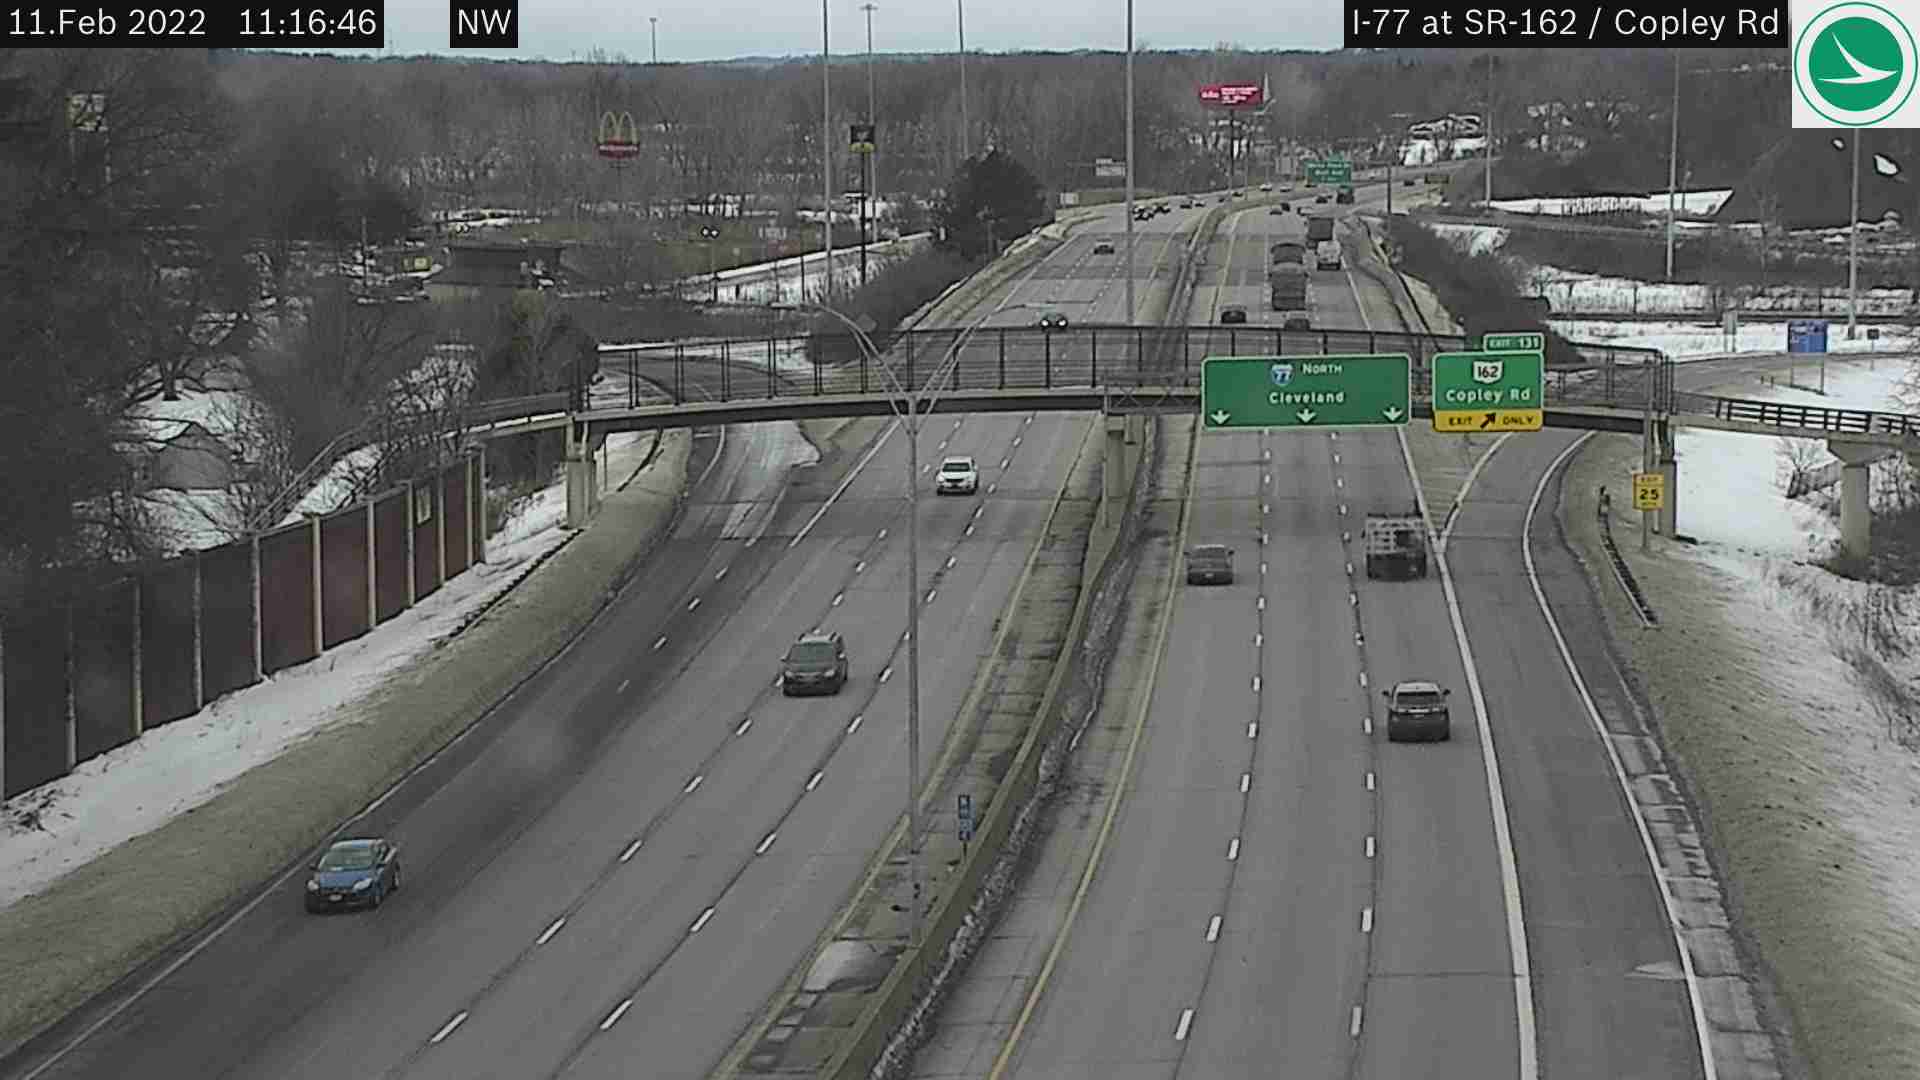 11.Feb 2022 11:16:46
NW
I-77 at SR-162 / Copley Rd
McDonald's
EXIT 131
77 NORTH
Cleveland
162
Copley Rd
EXIT ONLY
EXIT
25